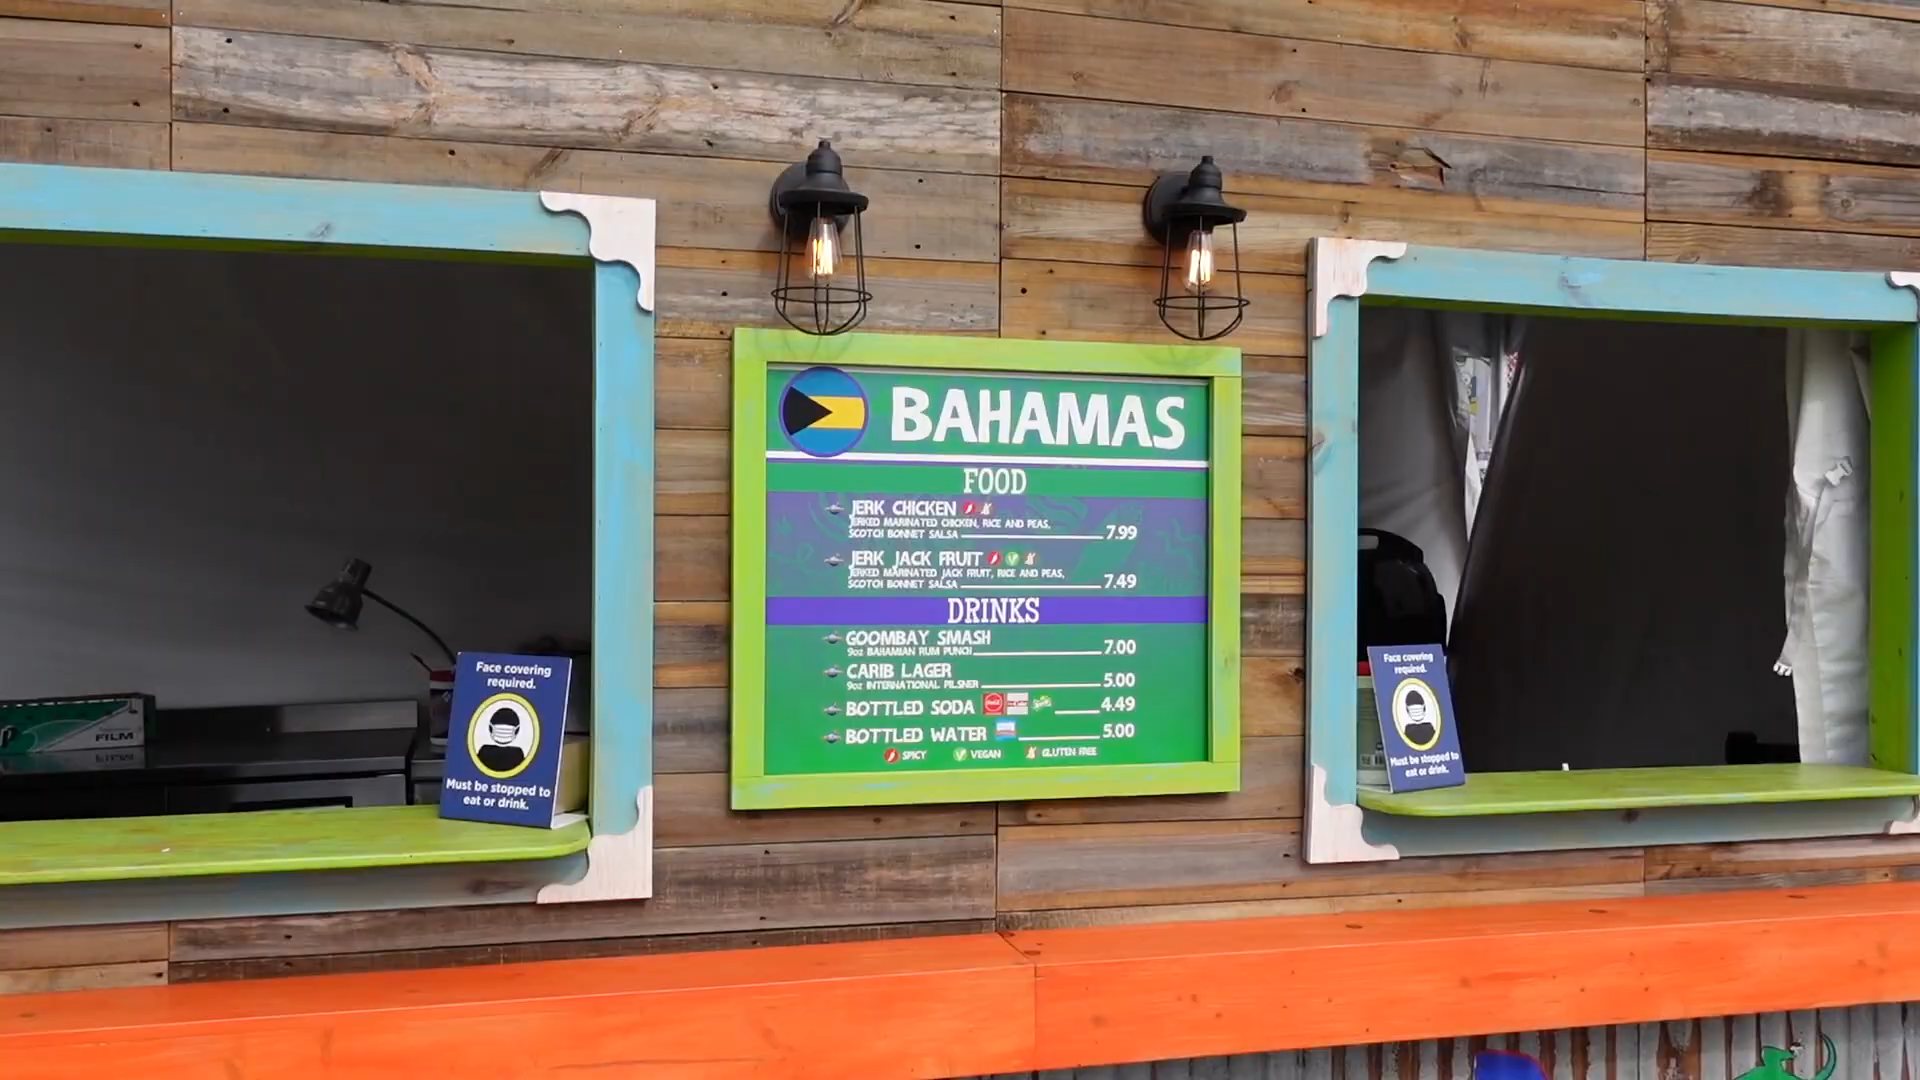 BAHAMAS
FOOD
JERK CHICKEN
JERKED MARINATED CHICKEN, RICE AND PEAS,
SCOTCH BONNET SALSA 7.99
JERK JACK FRUIT
JERKED MARINATED JACK FRUIT, RICE AND PEAS,
SCOTCH BONNET SALSA 7.49
DRINKS
GOOMBAY SMASH
9oz BAHAMIAN RUM PUNCH 7.00
CARIB LAGER
9oz INTERNATIONAL PILSNER 5.00
BOTTLED SODA 4.49
BOTTLED WATER 5.00
SPICY V VEGAN GLUTEN FREE
Face covering
required.
Must be stopped to
eat or drink.
Face covering
required.
Must be stopped to
eat or drink.
FILM